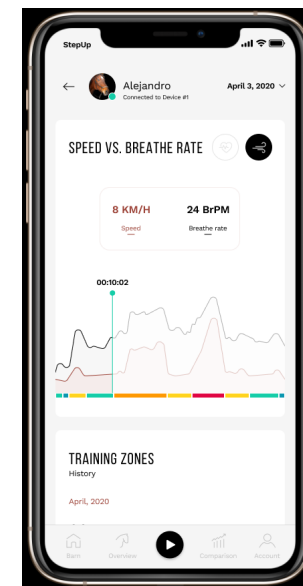 StepUp
Alejandro
April 3, 2020
Connected to Device #1
SPEED VS. BREATHE RATE
8 KM/H
24 BrPM
Speed
Breathe rate
00:10:02
TRAINING ZONES
History
April, 2020
Barn
Overview
Comparison
Account